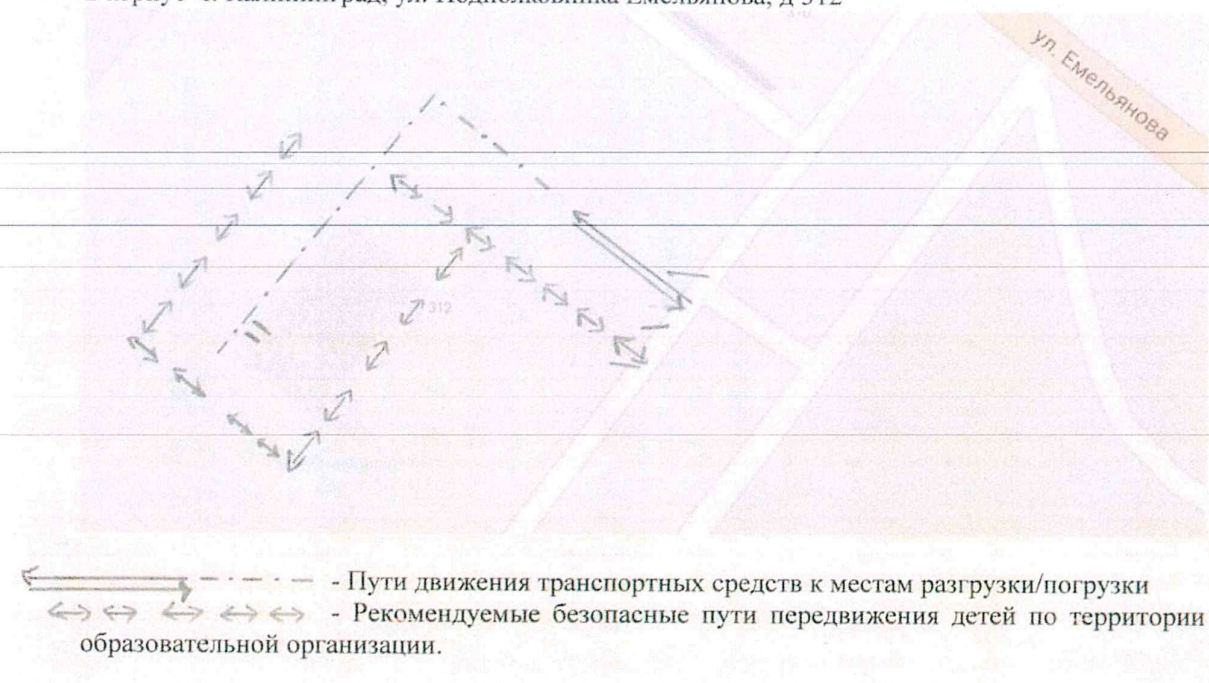 ул. Емельянова
312
- Пути движения транспортных средств к местам разгрузки/погрузки
- Рекомендуемые безопасные пути передвижения детей по территории
образовательной организации.